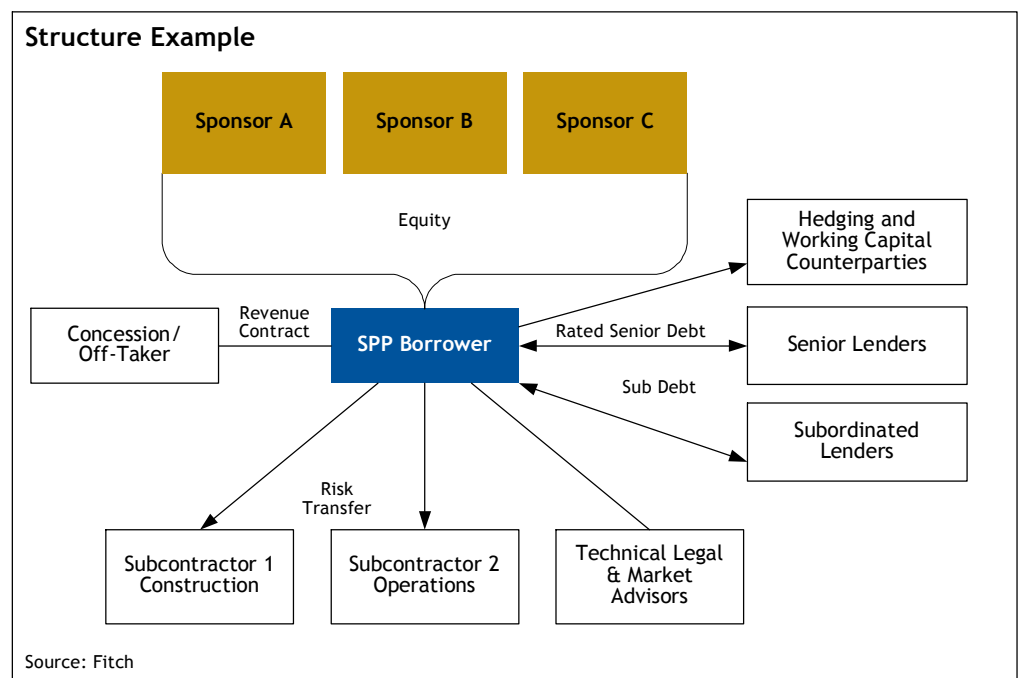 Structure Example
Sponsor A
Sponsor B
Sponsor C
Equity
Hedging and
Working Capital
Counterparties
Revenue
Contract
Concession/
Off-Taker
SPP Borrower
Rated Senior Debt
Senior Lenders
Sub Debt
Subordinated
Lenders
Risk
Transfer
Subcontractor 1
Construction
Subcontractor 2
Operations
Technical Legal
& Market
Advisors
Source: Fitch